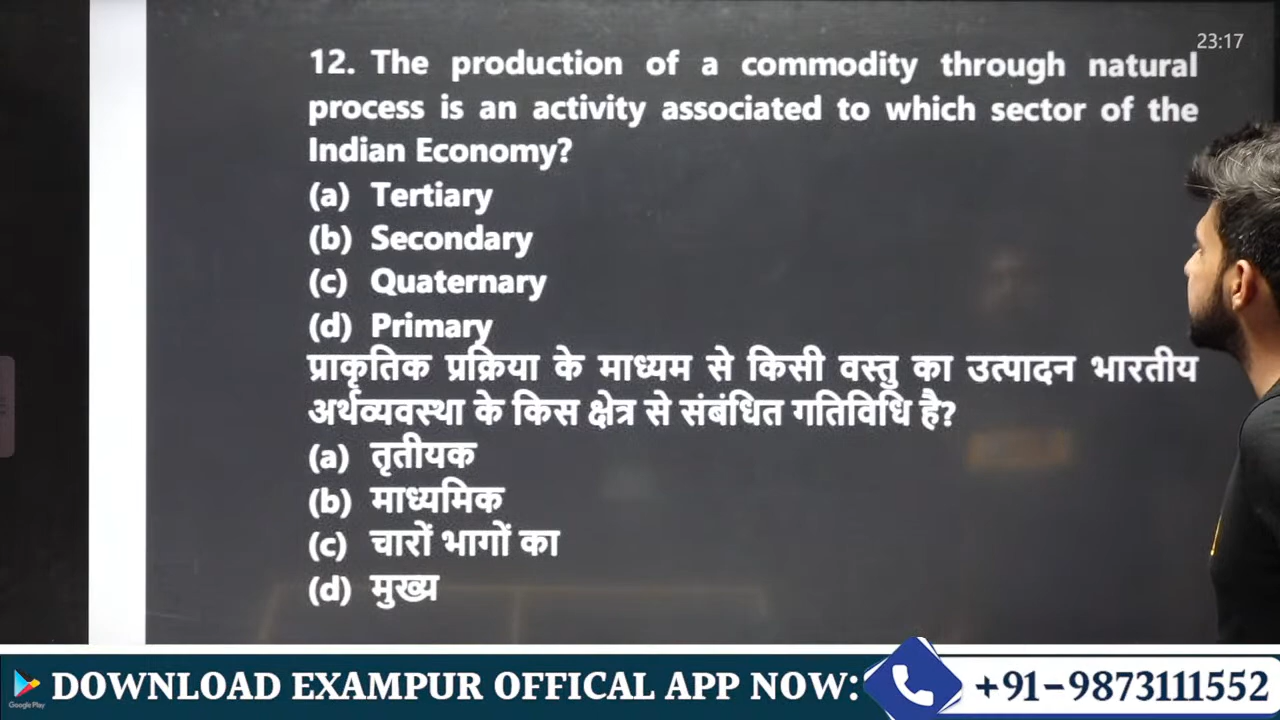 23:17
12. The production of a commodity through natural
process is an activity associated to which sector of the
Indian Economy?
(a) Tertiary
(b) Secondary
(c) Quaternary
(d) Primary
प्राकृतिक प्रक्रिया के माध्यम से किसी वस्तु का उत्पादन भारतीय
अर्थव्यवस्था के किस क्षेत्र से संबंधित गतिविधि है?
(a) तृतीयक
(b) माध्यमिक
(c) चारों भागों का
(d) मुख्य
Google Play
DOWNLOAD EXAMPUR OFFICAL APP NOW:
+91-9873111552